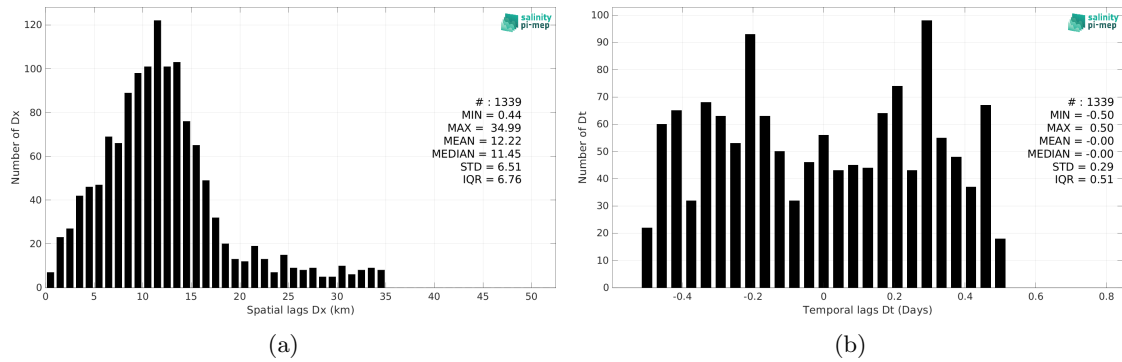 120
100
80
60
40
20
0
Number of Dx
salinity
pi-mep
# : 1339
MIN = 0.44
MAX = 34.99
MEAN = 12.22
MEDIAN = 11.45
STD = 6.51
IQR = 6.76
0 5 10 15 20 25 30 35 40 45 50
Spatial lags Dx (km)
(a)
100
90
80
70
60
50
40
30
20
10
0
Number of Dt
salinity
pi-mep
# : 1339
MIN = -0.50
MAX = 0.50
MEAN = -0.00
MEDIAN = -0.00
STD = 0.29
IQR = 0.51
-0.4 -0.2 0 0.2 0.4 0.6 0.8
Temporal lags Dt (Days)
(b)